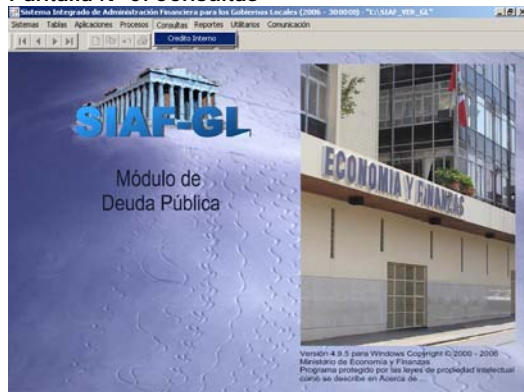 Sistema Integrado de Administración Financiera para los Gobiernos Locales (2006 - 300008) - "C:\SIAF_VER_GL"
Sistemas Tablas Aplicaciones Procesos Consultas Reportes Utilitarios Comunicación
Credito Interno
SIAF-GL
Módulo de
Deuda Pública
ECONOMIA Y FINANZAS
Versión 4.9.5 para Windows Copyright © 2000 - 2006
Ministerio de Economía y Finanzas
Programa protegido por las leyes de propiedad intelectual
como se describe en Acerca de...